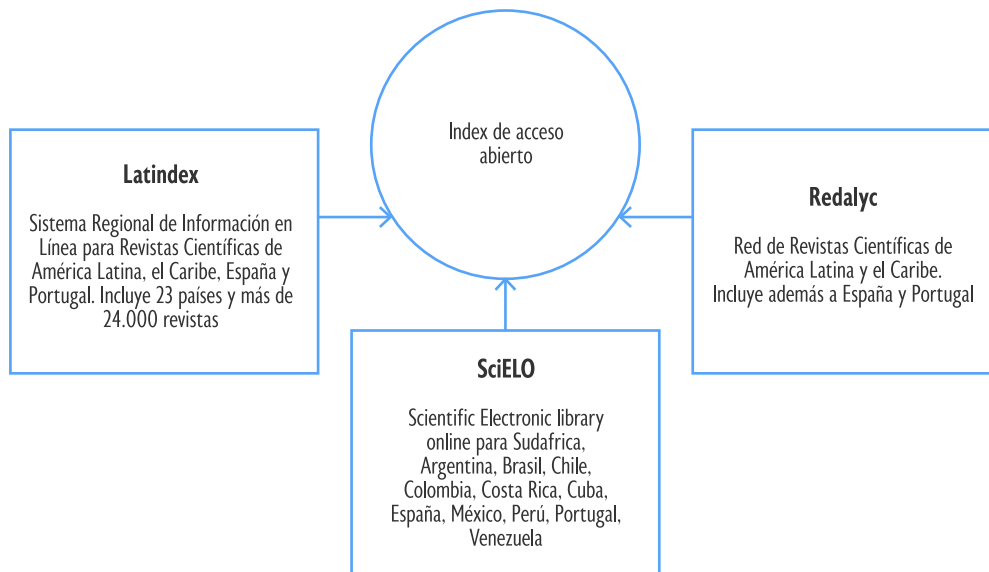 Index de acceso
abierto
Latindex
Sistema Regional de Información en
Línea para Revistas Científicas de
América Latina, el Caribe, España y
Portugal. Incluye 23 países y más de
24.000 revistas
Redalyc
Red de Revistas Científicas de
América Latina y el Caribe.
Incluye además a España y Portugal
SciELO
Scientific Electronic library
online para Sudafrica,
Argentina, Brasil, Chile,
Colombia, Costa Rica, Cuba,
España, México, Perú, Portugal,
Venezuela